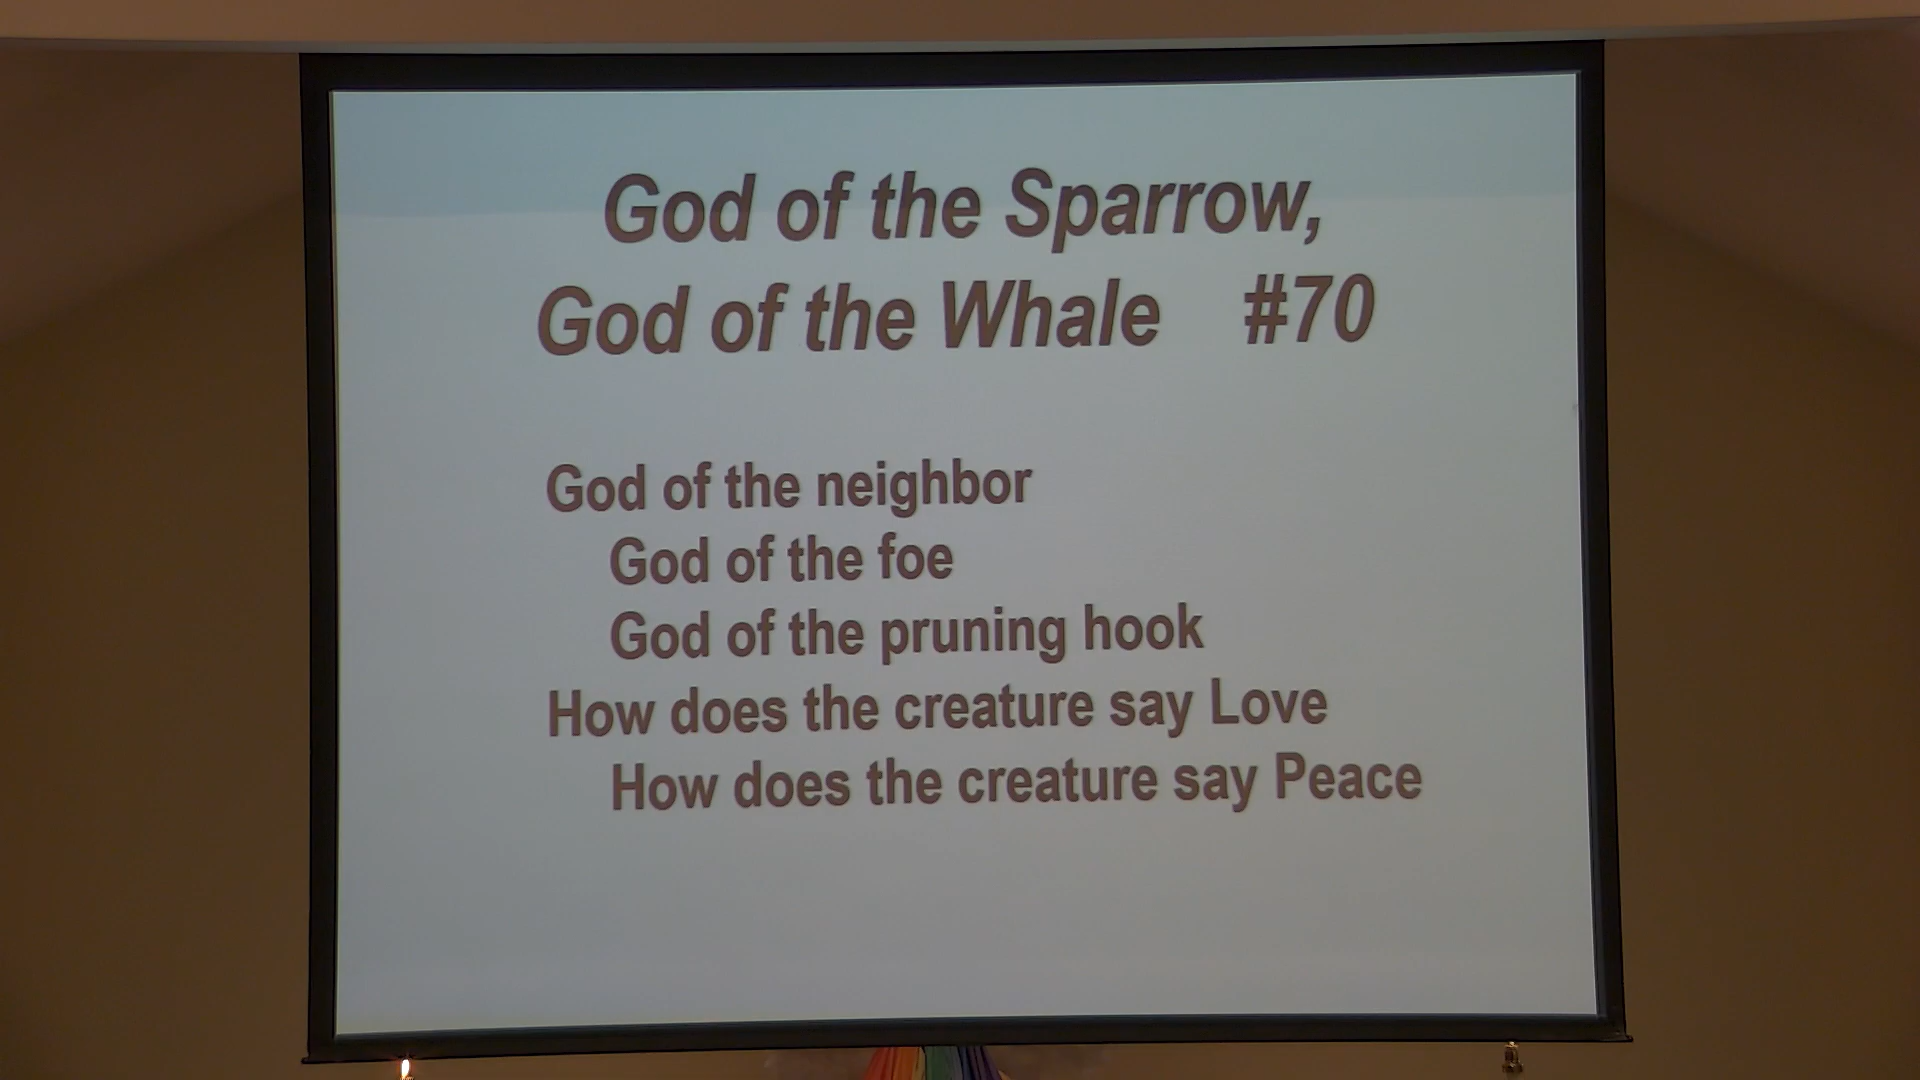 God of the Sparrow,
God of the Whale #70
God of the neighbor
God of the foe
God of the pruning hook
How does the creature say Love
How does the creature say Peace